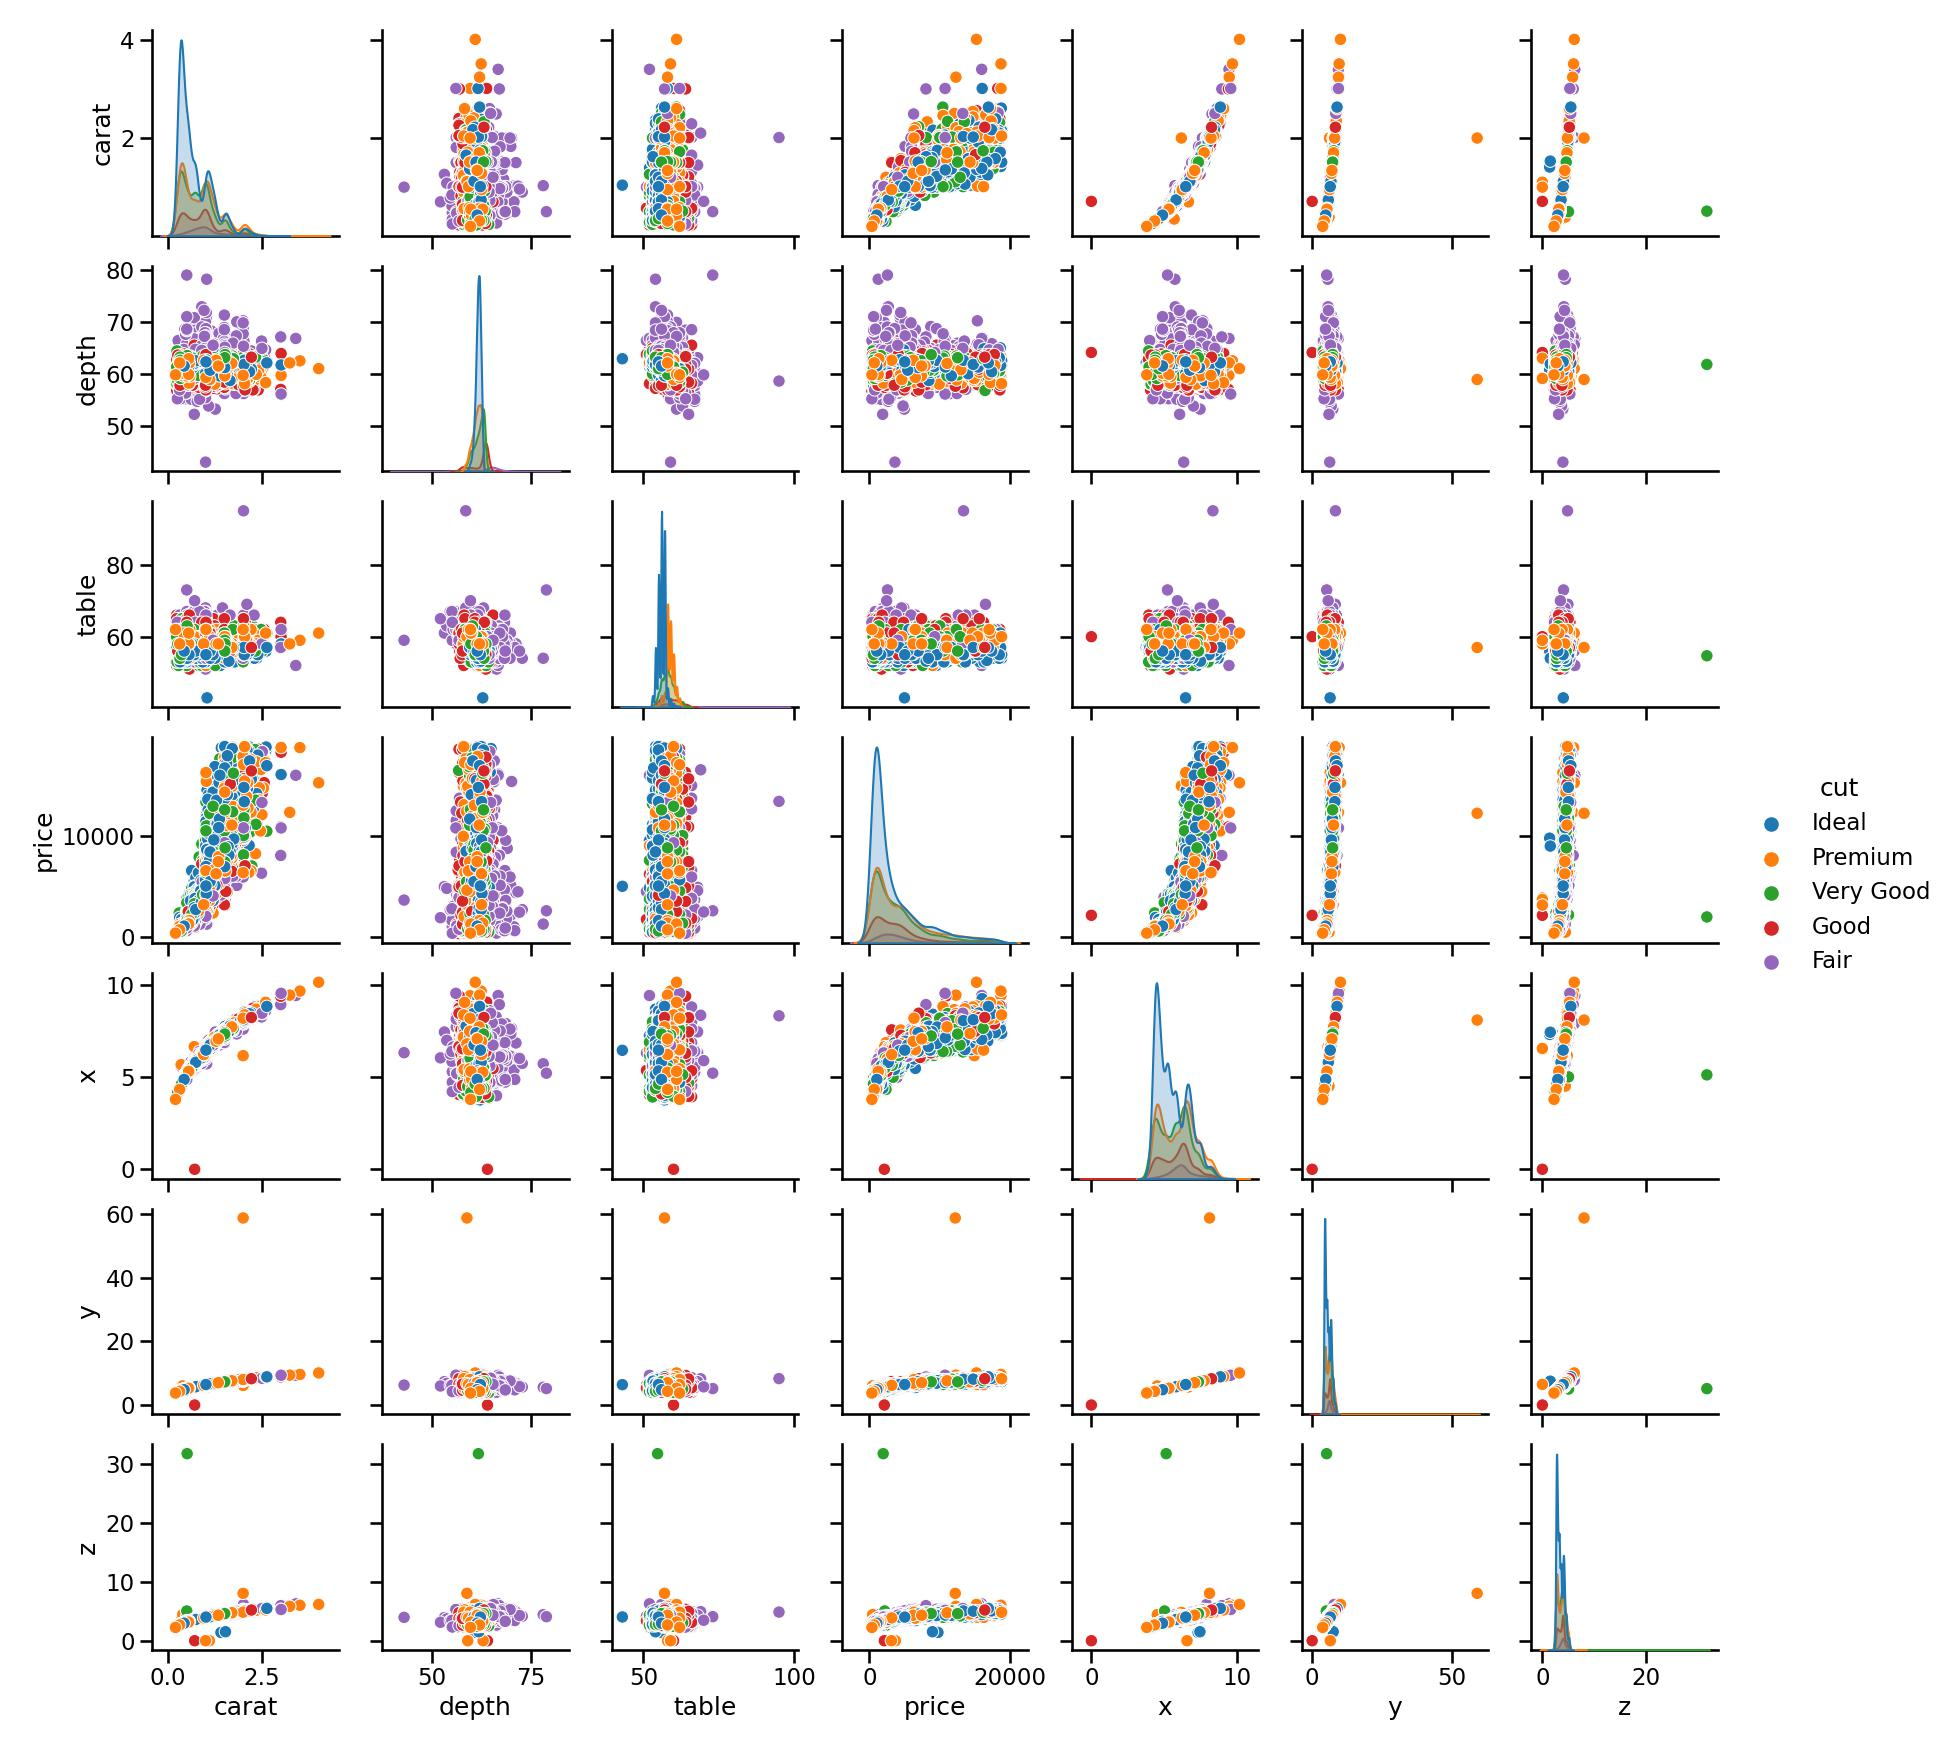 4
2
carat
80
70
60
50
depth
80
60
table
10000
0
price
cut
Ideal
Premium
Very Good
Good
Fair
10
5
0
x
60
40
20
0
y
30
20
10
0
z
0.0 2.5 50 75 50 100 0 20000 0 10 0 50 0 20
carat depth table price x y z